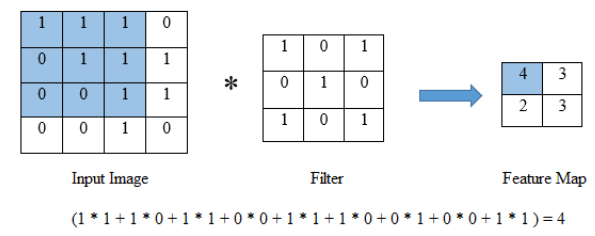 1 1 1 0
0 1 1 1
0 0 1 1
0 0 1 0
*
1 0 1
0 1 0
1 0 1
4 3
2 3
Input Image
Filter
Feature Map
(1 * 1 + 1 * 0 + 1 * 1 + 0 * 0 + 1 * 1 + 1 * 0 + 0 * 1 + 0 * 0 + 1 * 1 ) = 4